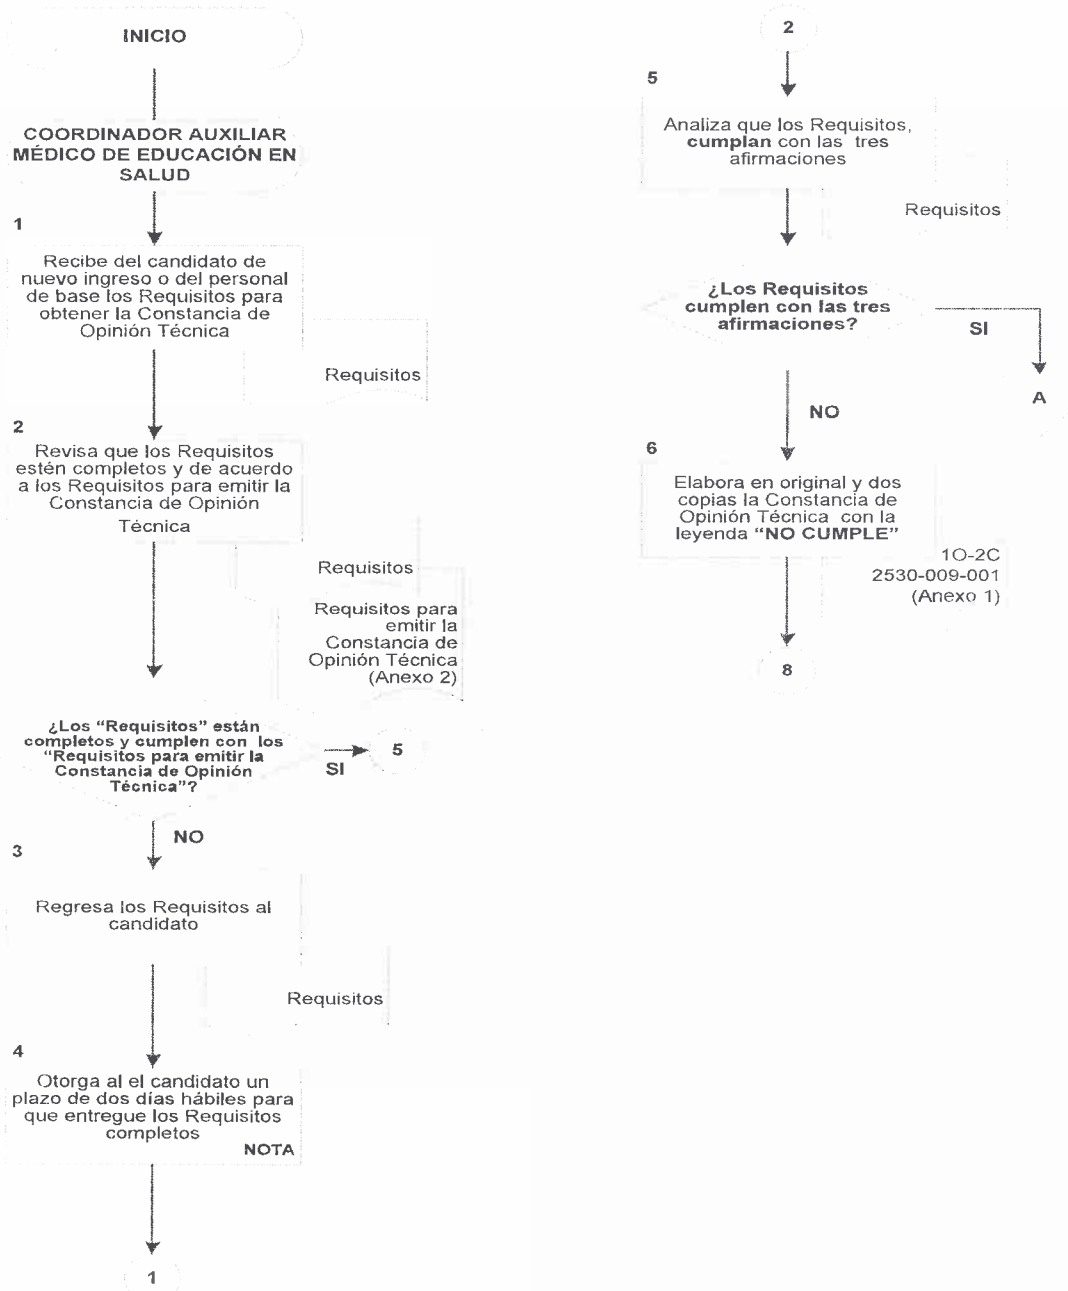 INICIO
COORDINADOR AUXILIAR
MÉDICO DE EDUCACIÓN EN
SALUD
1
Recibe del candidato de
nuevo ingreso o del personal
de base los Requisitos para
obtener la Constancia de
Opinión Técnica
Requisitos
2
Revisa que los Requisitos
estén completos y de acuerdo
a los Requisitos para emitir la
Constancia de Opinión
Técnica
Requisitos
Requisitos para
emitir la
Constancia de
Opinión Técnica
(Anexo 2)
¿Los “Requisitos” están
completos y cumplen con los
“Requisitos para emitir la
Constancia de Opinión
Técnica”?
SI
5
NO
3
Regresa los Requisitos al
candidato
Requisitos
4
Otorga al el candidato un
plazo de dos días hábiles para
que entregue los Requisitos
completos
NOTA
1
2
5
Analiza que los Requisitos,
cumplan con las tres
afirmaciones
Requisitos
¿Los Requisitos
cumplen con las tres
afirmaciones?
SI
A
NO
6
Elabora en original y dos
copias la Constancia de
Opinión Técnica con la
leyenda “NO CUMPLE”
1O-2C
2530-009-001
(Anexo 1)
8